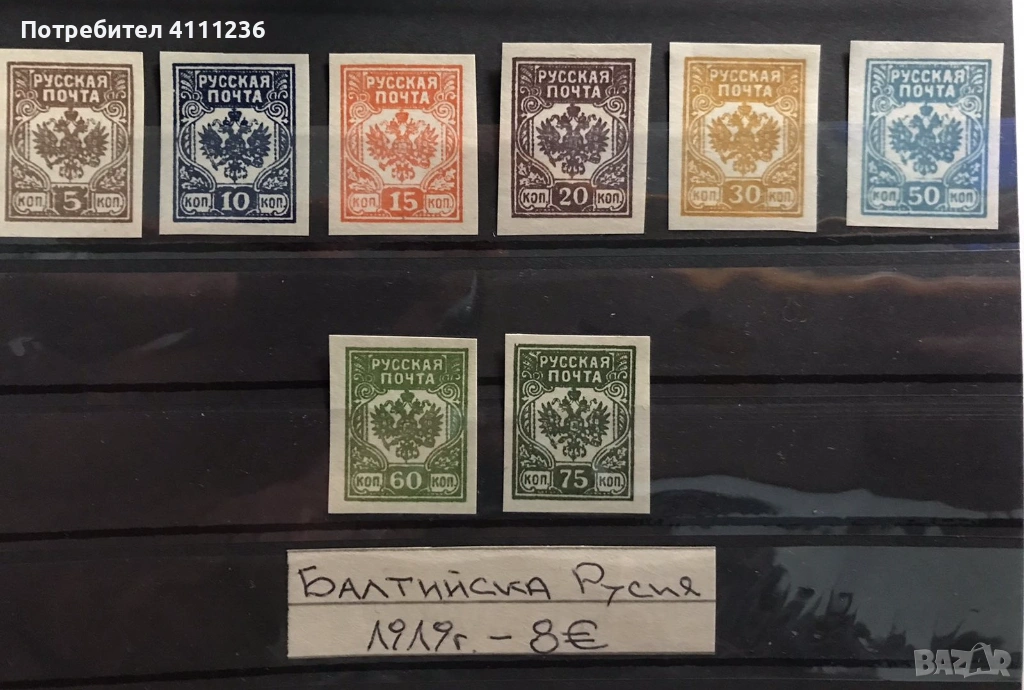 Потребител 4111236
РУССКАЯ
ПОЧТА
КОП. 5 КОП.
РУССКАЯ
ПОЧТА
КОП. 10 КОП.
РУССКАЯ
ПОЧТА
КОП. 15 КОП.
РУССКАЯ
ПОЧТА
КОП. 20 КОП.
РУССКАЯ
ПОЧТА
КОП. 30 КОП.
РУССКАЯ
ПОЧТА
КОП. 50 КОП.
РУССКАЯ
ПОЧТА
КОП. 60 КОП.
РУССКАЯ
ПОЧТА
КОП. 75 КОП.
БАЛТИЙСКА РУСИЯ
1919г. - 8€
BAZAR